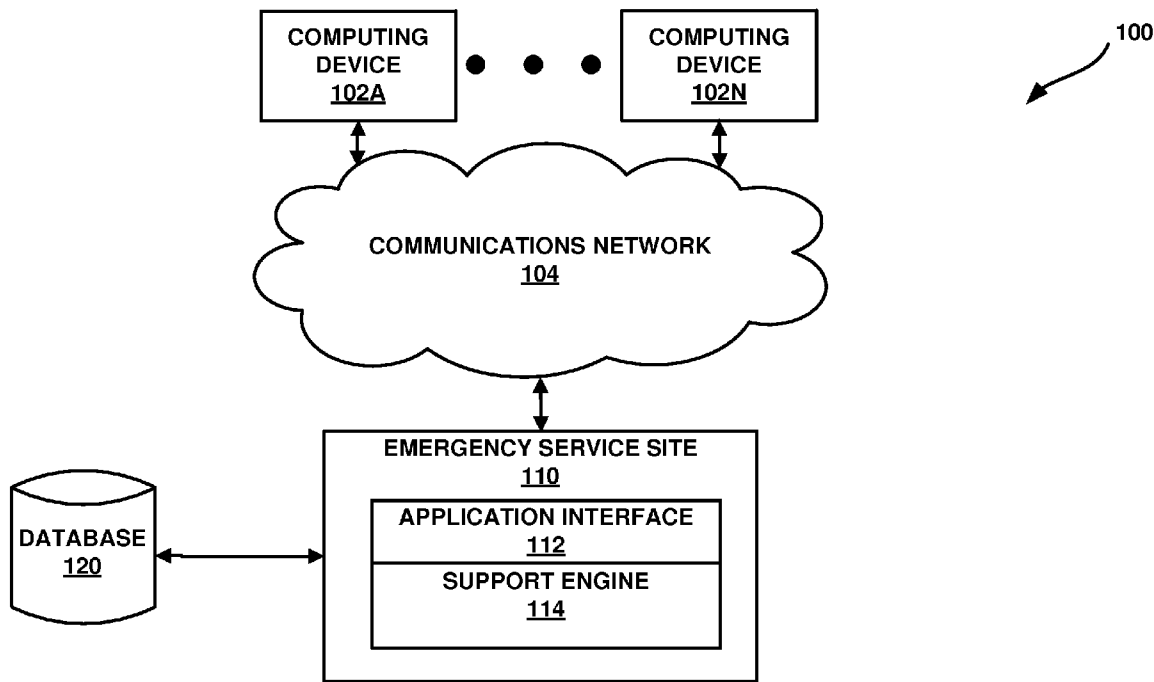 COMPUTING
DEVICE
102A
COMPUTING
DEVICE
102N
100
COMMUNICATIONS NETWORK
104
EMERGENCY SERVICE SITE
110
APPLICATION INTERFACE
112
SUPPORT ENGINE
114
DATABASE
120